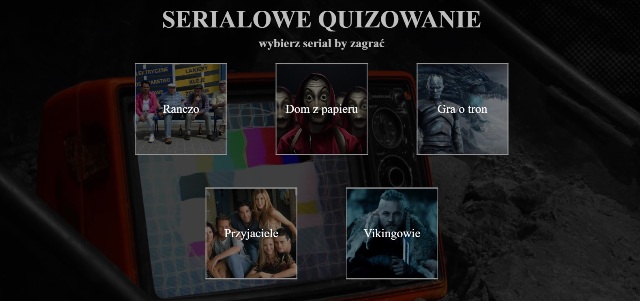 SERIALOWE QUIZOWANIE
wybierz serial by zagrać
Ranczo
Dom z papieru
Gra o tron
Przyjaciele
Vikingowie